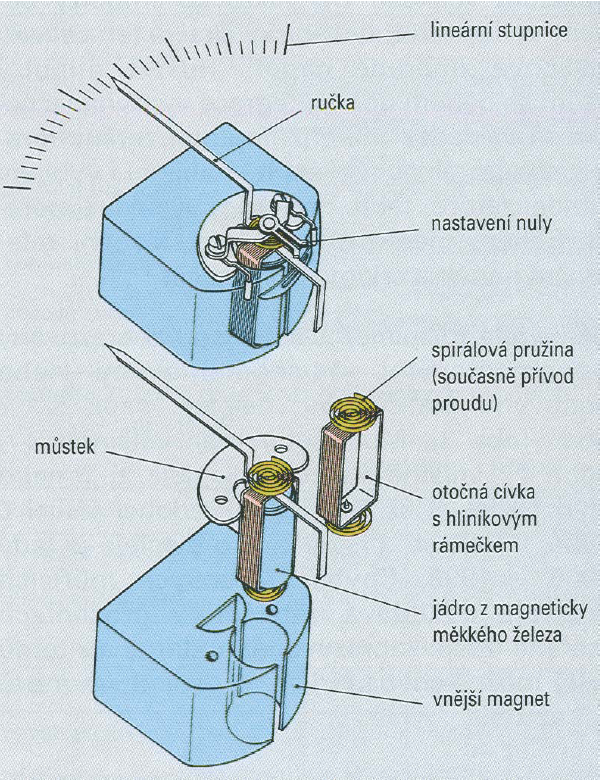 lineární stupnice
ručka
nastavení nuly
spirálová pružina
(současně přívod
proudu)
můstek
otočná cívka
s hliníkovým
rámečkem
jádro z magneticky
měkkého železa
vnější magnet